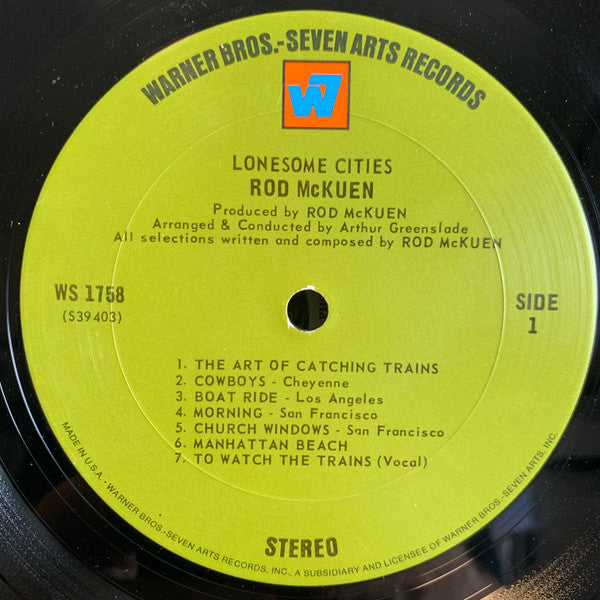 WARNER BROS.-SEVEN ARTS RECORDS
W7
LONESOME CITIES
ROD McKUEN
Produced by ROD McKUEN
Arranged & Conducted by Arthur Greenslade
All selections written and composed by ROD McKUEN
WS 1758
(S39403)
SIDE
1
1. THE ART OF CATCHING TRAINS
2. COWBOYS - Cheyenne
3. BOAT RIDE - Los Angeles
4. MORNING - San Francisco
5. CHURCH WINDOWS - San Francisco
6. MANHATTAN BEACH
7. TO WATCH THE TRAINS (Vocal)
STEREO
MADE IN U.S.A. • WARNER BROS.-SEVEN ARTS RECORDS, INC., A SUBSIDIARY AND LICENSEE OF WARNER BROS.-SEVEN ARTS, INC.